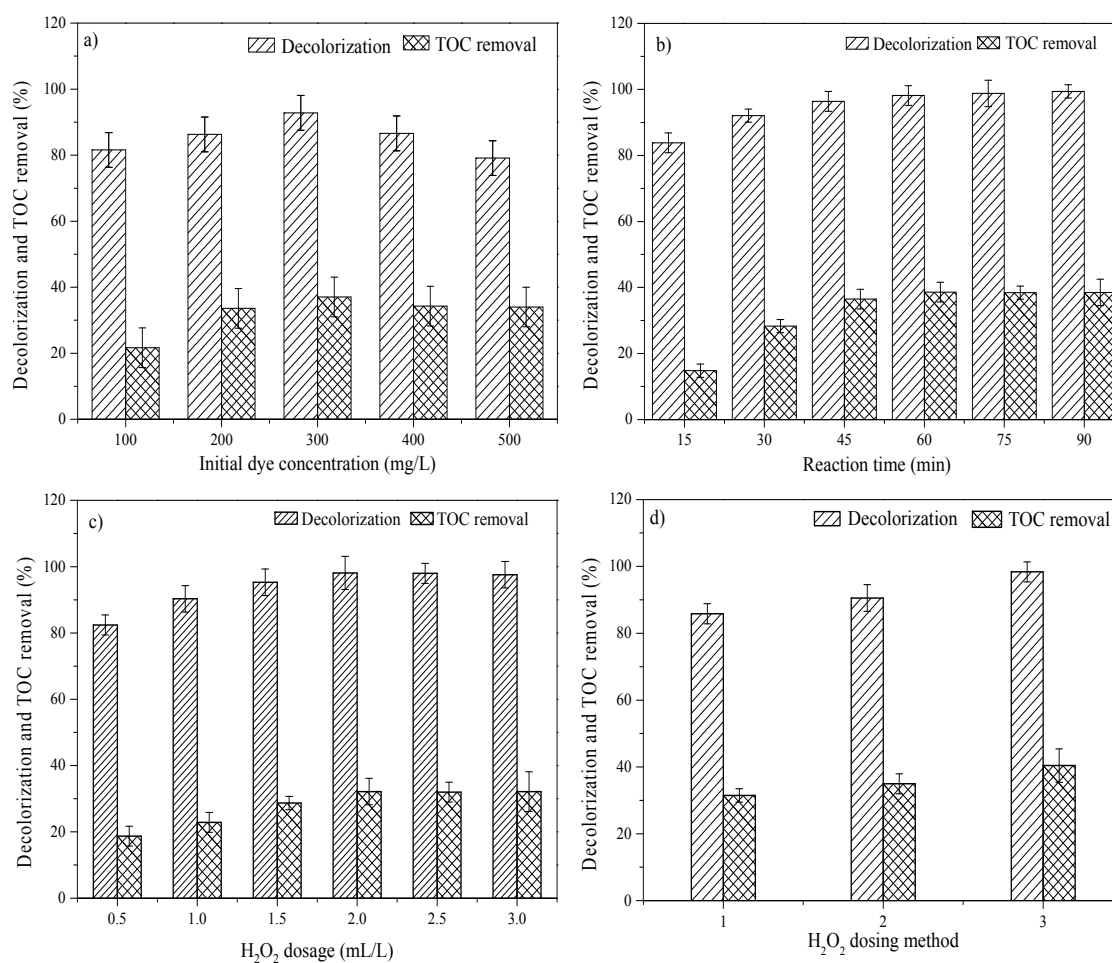 a)
Decolorization TOC removal
Decolorization and TOC removal (%)
120
100
80
60
40
20
0
100 200 300 400 500
Initial dye concentration (mg/L)
b)
Decolorization TOC removal
Decolorization and TOC removal (%)
120
100
80
60
40
20
0
15 30 45 60 75 90
Reaction time (min)
c)
Decolorization TOC removal
Decolorization and TOC removal (%)
120
100
80
60
40
20
0
0.5 1.0 1.5 2.0 2.5 3.0
H₂O₂ dosage (mL/L)
d)
Decolorization TOC removal
Decolorization and TOC removal (%)
120
100
80
60
40
20
0
1 2 3
H₂O₂ dosing method